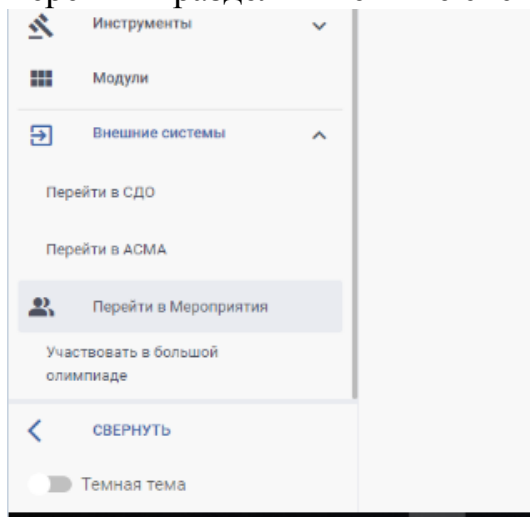 Инструменты
Модули
Внешние системы
Перейти в СДО
Перейти в АСМА
Перейти в Мероприятия
Участвовать в большой
олимпиаде
СВЕРНУТЬ
Темная тема